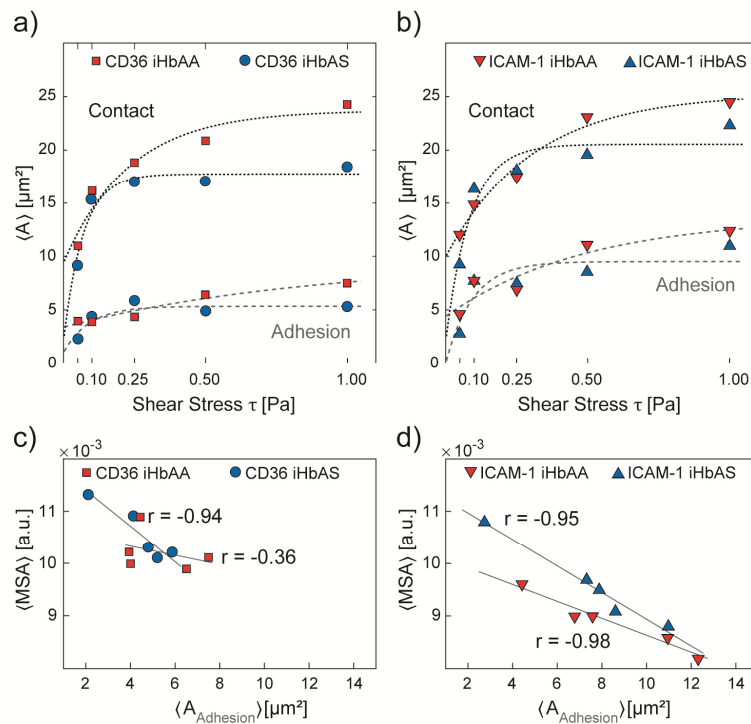 a)
CD36 iHbAA
CD36 iHbAS
Contact
Adhesion
⟨A⟩ [µm²]
25
20
15
10
5
0
0.10
0.25
0.50
1.00
Shear Stress τ [Pa]
b)
ICAM-1 iHbAA
ICAM-1 iHbAS
Contact
Adhesion
⟨A⟩ [µm²]
25
20
15
10
5
0
0.10
0.25
0.50
1.00
Shear Stress τ [Pa]
c)
× 10⁻³
CD36 iHbAA
CD36 iHbAS
r = -0.94
r = -0.36
⟨MSA⟩ [a.u.]
11
10
9
2
4
6
8
10
12
14
⟨A_Adhesion⟩[µm²]
d)
× 10⁻³
ICAM-1 iHbAA
ICAM-1 iHbAS
r = -0.95
r = -0.98
⟨MSA⟩ [a.u.]
11
10
9
2
4
6
8
10
12
14
⟨A_Adhesion⟩[µm²]